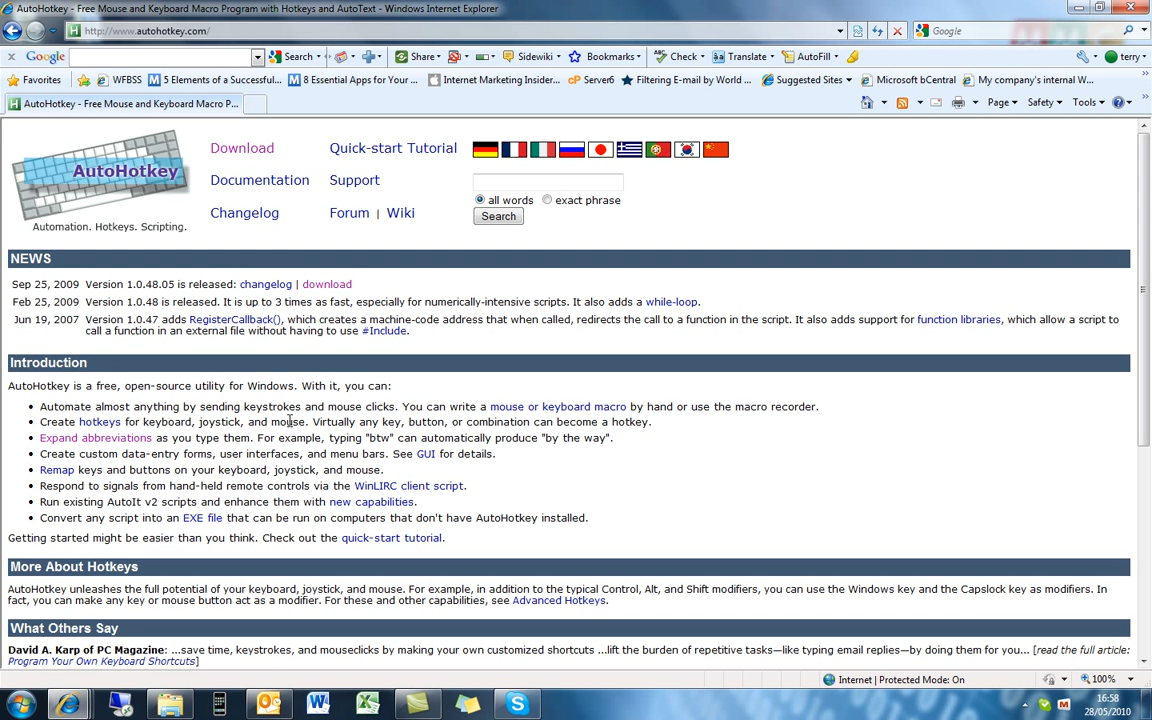 AutoHotkey - Free Mouse and Keyboard Macro Program with Hotkeys and AutoText - Windows Internet Explorer
http://www.autohotkey.com/
Google
x Google Search Share Sidewiki Bookmarks Check Translate AutoFill terry
Favorites WFBSS 5 Elements of a Successful... 8 Essential Apps for Your ... Internet Marketing Insider... cP Server6 Filtering E-mail by World ... Suggested Sites Microsoft bCentral My company's internal W...
AutoHotkey - Free Mouse and Keyboard Macro P... Page Safety Tools
AutoHotkey
Automation. Hotkeys. Scripting.
Download Quick-start Tutorial
Documentation Support
Changelog Forum | Wiki
all words exact phrase
Search
NEWS
Sep 25, 2009 Version 1.0.48.05 is released: changelog | download
Feb 25, 2009 Version 1.0.48 is released. It is up to 3 times as fast, especially for numerically-intensive scripts. It also adds a while-loop.
Jun 19, 2007 Version 1.0.47 adds RegisterCallback(), which creates a machine-code address that when called, redirects the call to a function in the script. It also adds support for function libraries, which allow a script to
call a function in an external file without having to use #Include.
Introduction
AutoHotkey is a free, open-source utility for Windows. With it, you can:
• Automate almost anything by sending keystrokes and mouse clicks. You can write a mouse or keyboard macro by hand or use the macro recorder.
• Create hotkeys for keyboard, joystick, and mouse. Virtually any key, button, or combination can become a hotkey.
• Expand abbreviations as you type them. For example, typing "btw" can automatically produce "by the way".
• Create custom data-entry forms, user interfaces, and menu bars. See GUI for details.
• Remap keys and buttons on your keyboard, joystick, and mouse.
• Respond to signals from hand-held remote controls via the WinLIRC client script.
• Run existing AutoIt v2 scripts and enhance them with new capabilities.
• Convert any script into an EXE file that can be run on computers that don't have AutoHotkey installed.
Getting started might be easier than you think. Check out the quick-start tutorial.
More About Hotkeys
AutoHotkey unleashes the full potential of your keyboard, joystick, and mouse. For example, in addition to the typical Control, Alt, and Shift modifiers, you can use the Windows key and the Capslock key as modifiers. In
fact, you can make any key or mouse button act as a modifier. For these and other capabilities, see Advanced Hotkeys.
What Others Say
David A. Karp of PC Magazine: ...save time, keystrokes, and mouseclicks by making your own customized shortcuts ...lift the burden of repetitive tasks—like typing email replies—by doing them for you... [read the full article:
Program Your Own Keyboard Shortcuts]
Internet | Protected Mode: On 100%
16:58
28/05/2010